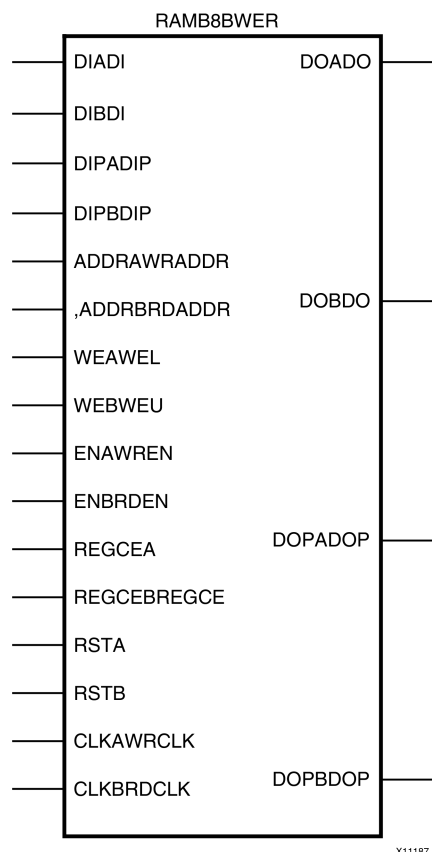 RAMB8BWER
DIADI
DOADO
DIBDI
DIPADIP
DIPBDIP
ADDRAWRADDR
,ADDRBRDADDR
DOBDO
WEAWEL
WEBWEU
ENAWREN
ENBRDEN
REGCEA
DOPADOP
REGCEBREGCE
RSTA
RSTB
CLKAWRCLK
CLKBRDCLK
DOPBDOP
X11187